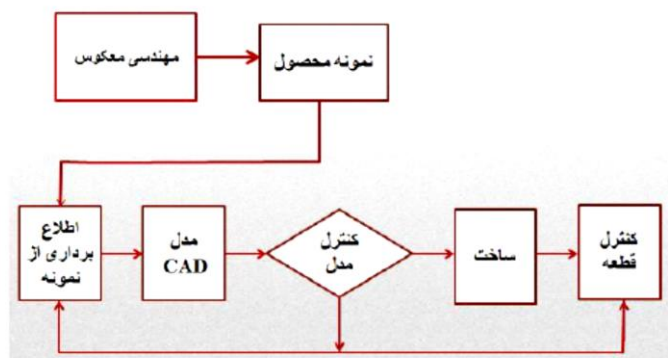 مهندسی معکوس
نمونه محصول
اطلاع
برداری از
نمونه
مدل
CAD
کنترل
مدل
ساخت
کنترل
قطعه